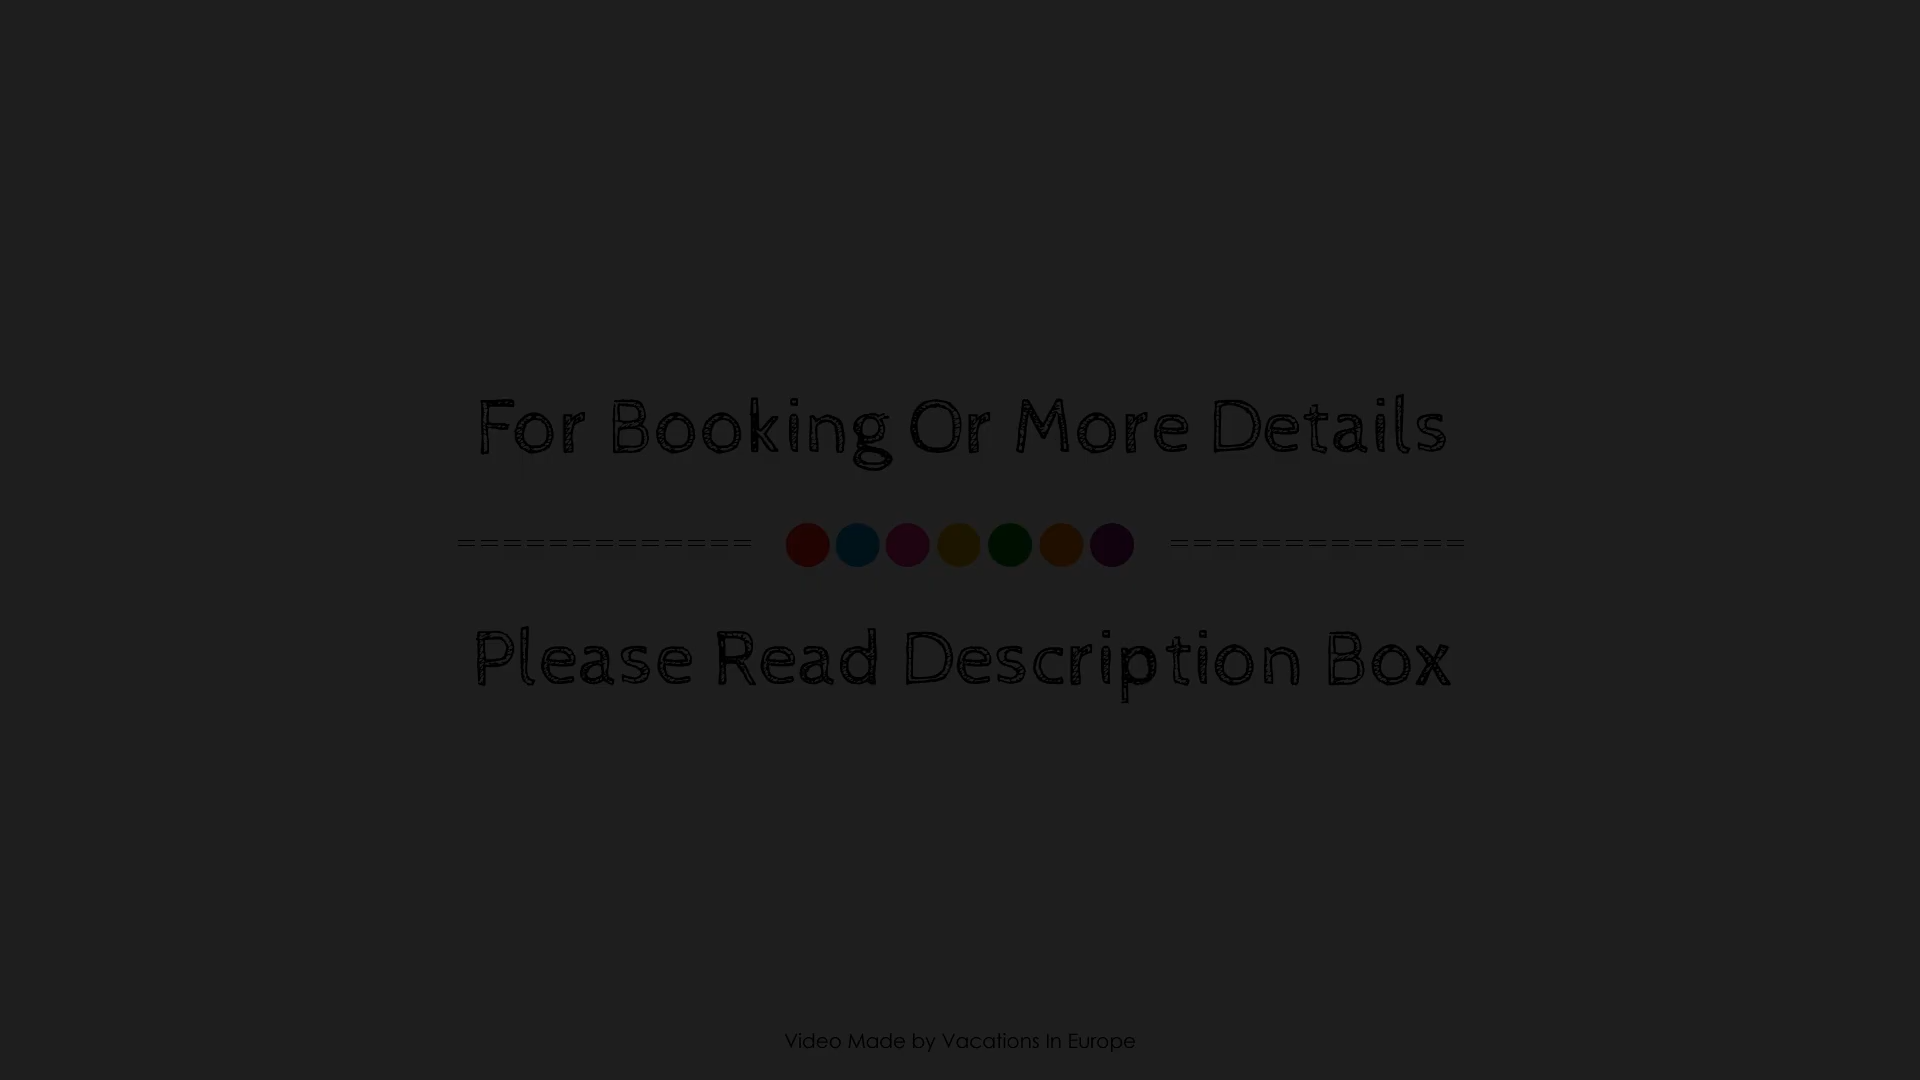 For Booking Or More Details
============= =============
Please Read Description Box
Video Made by Vacations In Europe